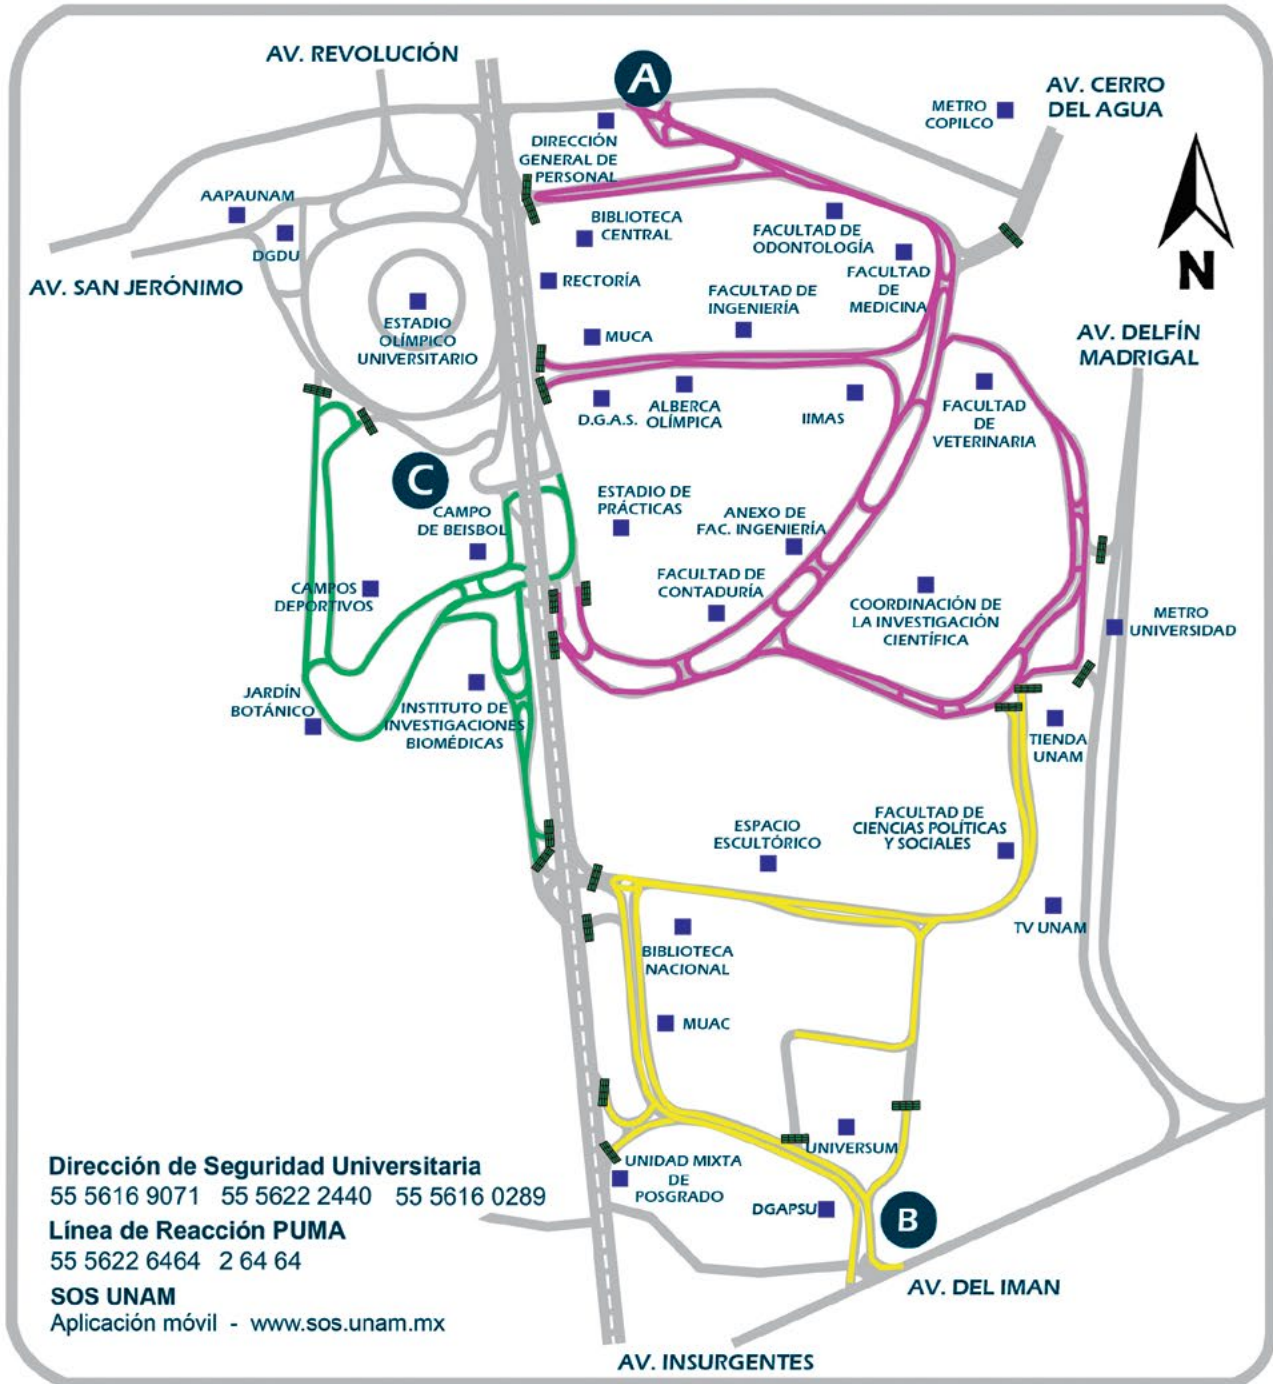 AV. REVOLUCIÓN
A
AV. CERRO
DEL AGUA
METRO
COPILCO
DIRECCIÓN
GENERAL DE
PERSONAL
AAPAUNAM
DGDU
BIBLIOTECA
CENTRAL
FACULTAD DE
ODONTOLOGÍA
FACULTAD
DE
MEDICINA
N
AV. SAN JERÓNIMO
RECTORÍA
FACULTAD DE
INGENIERÍA
ESTADIO
OLÍMPICO
UNIVERSITARIO
MUCA
AV. DELFÍN
MADRIGAL
D.G.A.S.
ALBERCA
OLÍMPICA
IIMAS
FACULTAD
DE
VETERINARIA
C
CAMPO
DE BEISBOL
ESTADIO DE
PRÁCTICAS
ANEXO DE
FAC. INGENIERÍA
CAMPOS
DEPORTIVOS
FACULTAD DE
CONTADURÍA
COORDINACIÓN DE
LA INVESTIGACIÓN
CIENTÍFICA
METRO
UNIVERSIDAD
JARDÍN
BOTÁNICO
INSTITUTO DE
INVESTIGACIONES
BIOMÉDICAS
TIENDA
UNAM
ESPACIO
ESCULTÓRICO
FACULTAD DE
CIENCIAS POLÍTICAS
Y SOCIALES
TV UNAM
BIBLIOTECA
NACIONAL
MUAC
UNIVERSUM
UNIDAD MIXTA
DE
POSGRADO
DGAPSU
B
AV. DEL IMAN
AV. INSURGENTES
Dirección de Seguridad Universitaria
55 5616 9071 55 5622 2440 55 5616 0289
Línea de Reacción PUMA
55 5622 6464 2 64 64
SOS UNAM
Aplicación móvil - www.sos.unam.mx